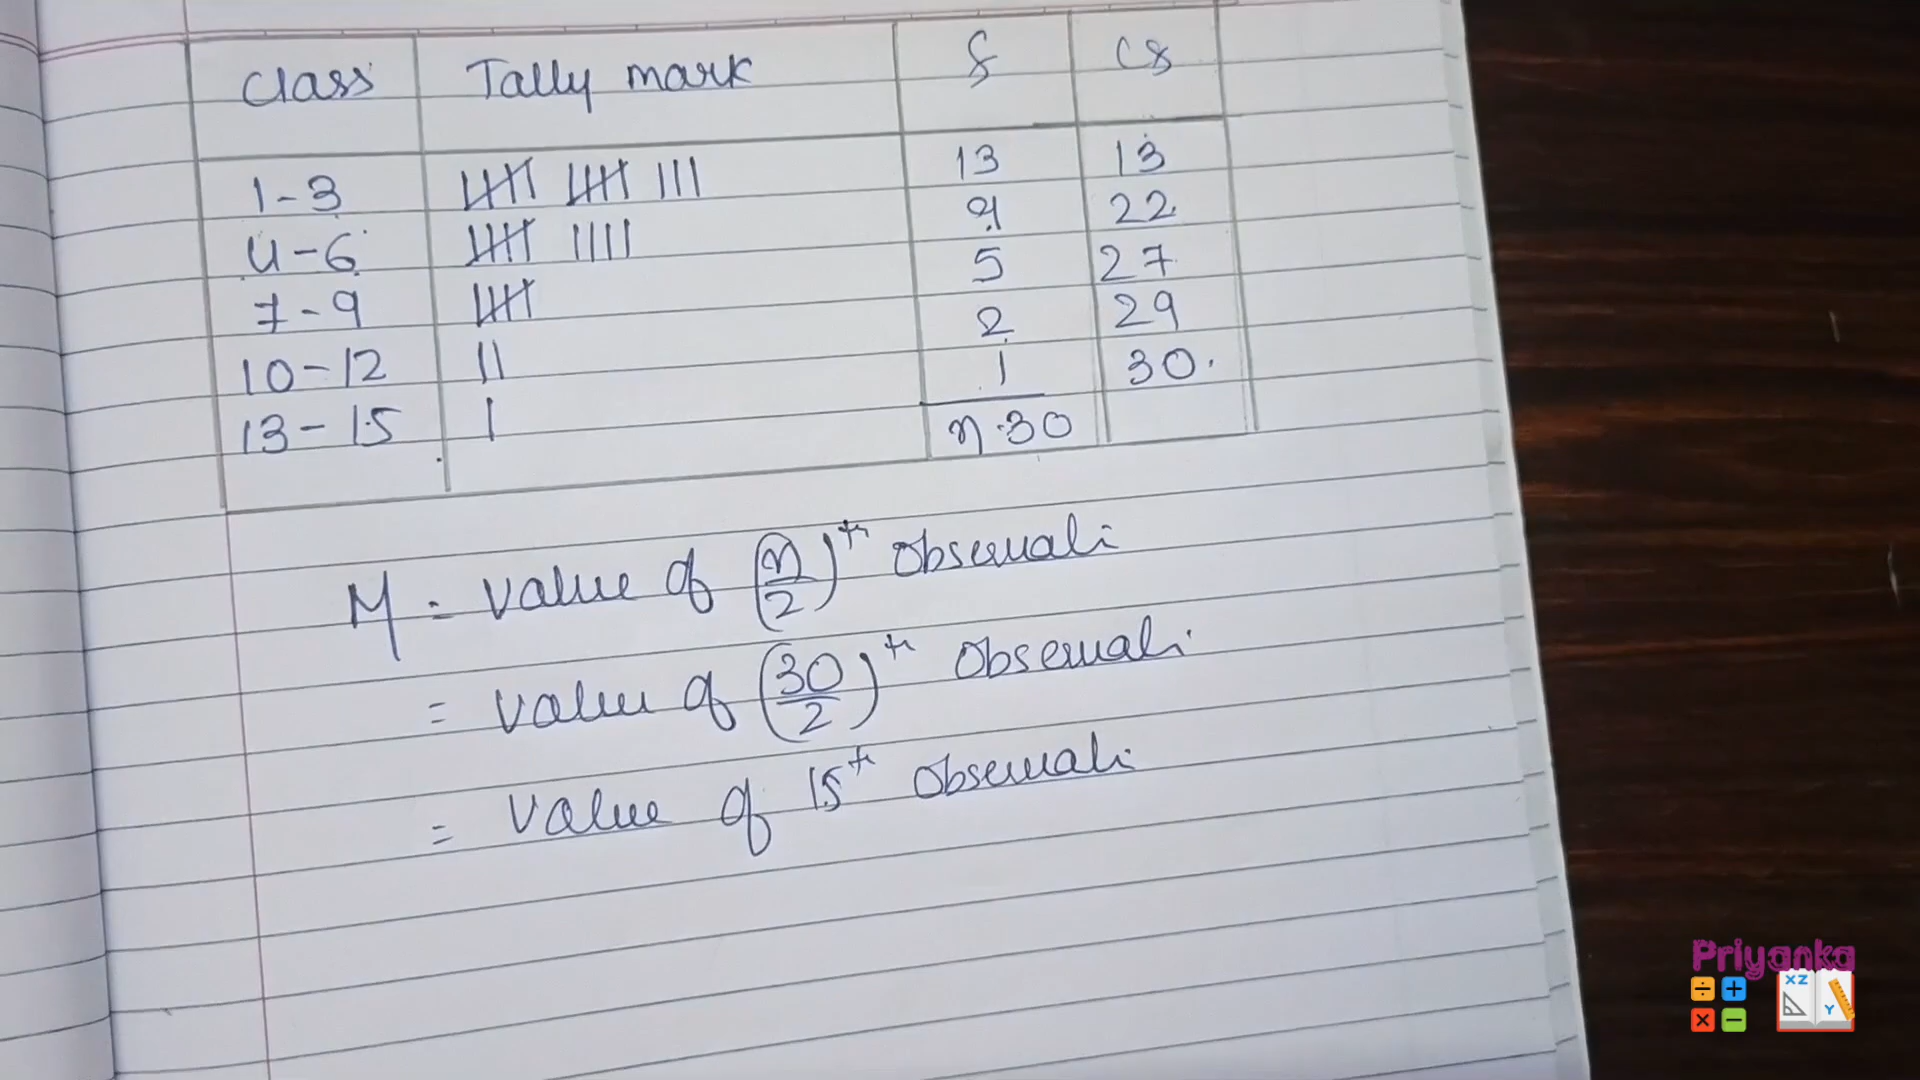 Class Tally mark f cf
1-3 13 13
4-6 9 22
7-9 5 27
10-12 2 29
13-15 1 30.
n.30
M = Value of (n/2)th Observati
= Value of (30/2)th Observati
= Value of 15th Observati
Priyanka
÷ + XZ
× − Y